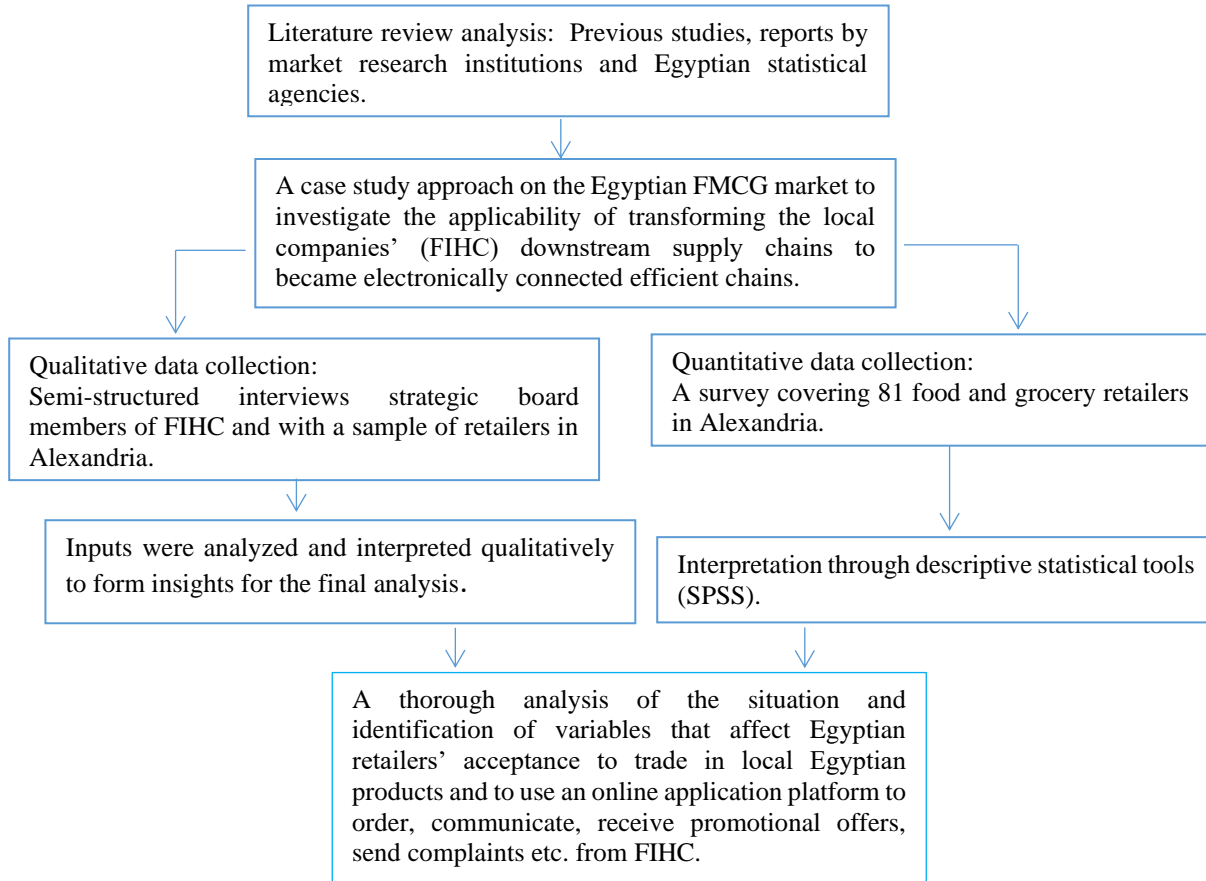 Literature review analysis: Previous studies, reports by
market research institutions and Egyptian statistical
agencies.
A case study approach on the Egyptian FMCG market to
investigate the applicability of transforming the local
companies’ (FIHC) downstream supply chains to
became electronically connected efficient chains.
Qualitative data collection:
Semi-structured interviews strategic board
members of FIHC and with a sample of retailers in
Alexandria.
Quantitative data collection:
A survey covering 81 food and grocery retailers
in Alexandria.
Inputs were analyzed and interpreted qualitatively
to form insights for the final analysis.
Interpretation through descriptive statistical tools
(SPSS).
A thorough analysis of the situation and
identification of variables that affect Egyptian
retailers’ acceptance to trade in local Egyptian
products and to use an online application platform to
order, communicate, receive promotional offers,
send complaints etc. from FIHC.